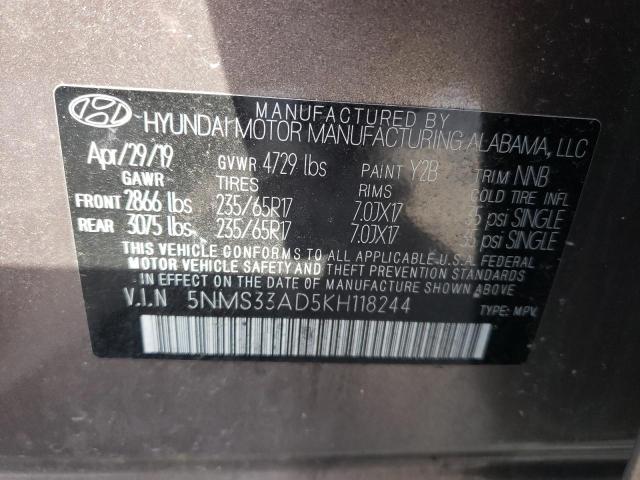 MANUFACTURED BY
HYUNDAI MOTOR MANUFACTURING ALABAMA, LLC
Apr/29/19 GVWR 4729 lbs PAINT Y2B TRIM NNB
GAWR TIRES RIMS COLD TIRE INFL
FRONT 2866 lbs 235/65R17 7.0JX17 35 psi SINGLE
REAR 3075 lbs 235/65R17 7.0JX17 35 psi SINGLE
THIS VEHICLE CONFORMS TO ALL APPLICABLE U.S.A. FEDERAL
MOTOR VEHICLE SAFETY AND THEFT PREVENTION STANDARDS
IN EFFECT ON THE DATE OF MANUFACTURE SHOWN ABOVE.
V.I.N 5NMS33AD5KH118244
TYPE: MPV